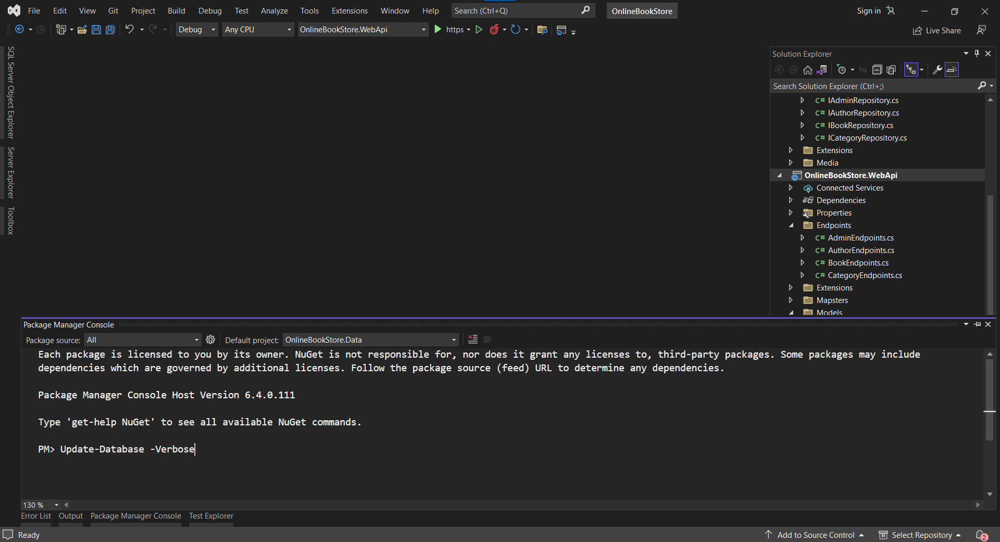 File Edit View Git Project Build Debug Test Analyze Tools Extensions Window Help Search (Ctrl+Q) OnlineBookStore Sign in
Debug Any CPU OnlineBookStore.WebApi https Live Share
SQL Server Object Explorer
Server Explorer
Toolbox
Solution Explorer
Search Solution Explorer (Ctrl+;)
C# IAdminRepository.cs
C# IAuthorRepository.cs
C# IBookRepository.cs
C# ICategoryRepository.cs
Extensions
Media
OnlineBookStore.WebApi
Connected Services
Dependencies
Properties
Endpoints
C# AdminEndpoints.cs
C# AuthorEndpoints.cs
C# BookEndpoints.cs
C# CategoryEndpoints.cs
Extensions
Mapsters
Models
Package Manager Console
Package source: All Default project: OnlineBookStore.Data
Each package is licensed to you by its owner. NuGet is not responsible for, nor does it grant any licenses to, third-party packages. Some packages may include
dependencies which are governed by additional licenses. Follow the package source (feed) URL to determine any dependencies.
Package Manager Console Host Version 6.4.0.111
Type 'get-help NuGet' to see all available NuGet commands.
PM> Update-Database -Verbose
130 %
Error List Output Package Manager Console Test Explorer
Ready Add to Source Control Select Repository 2